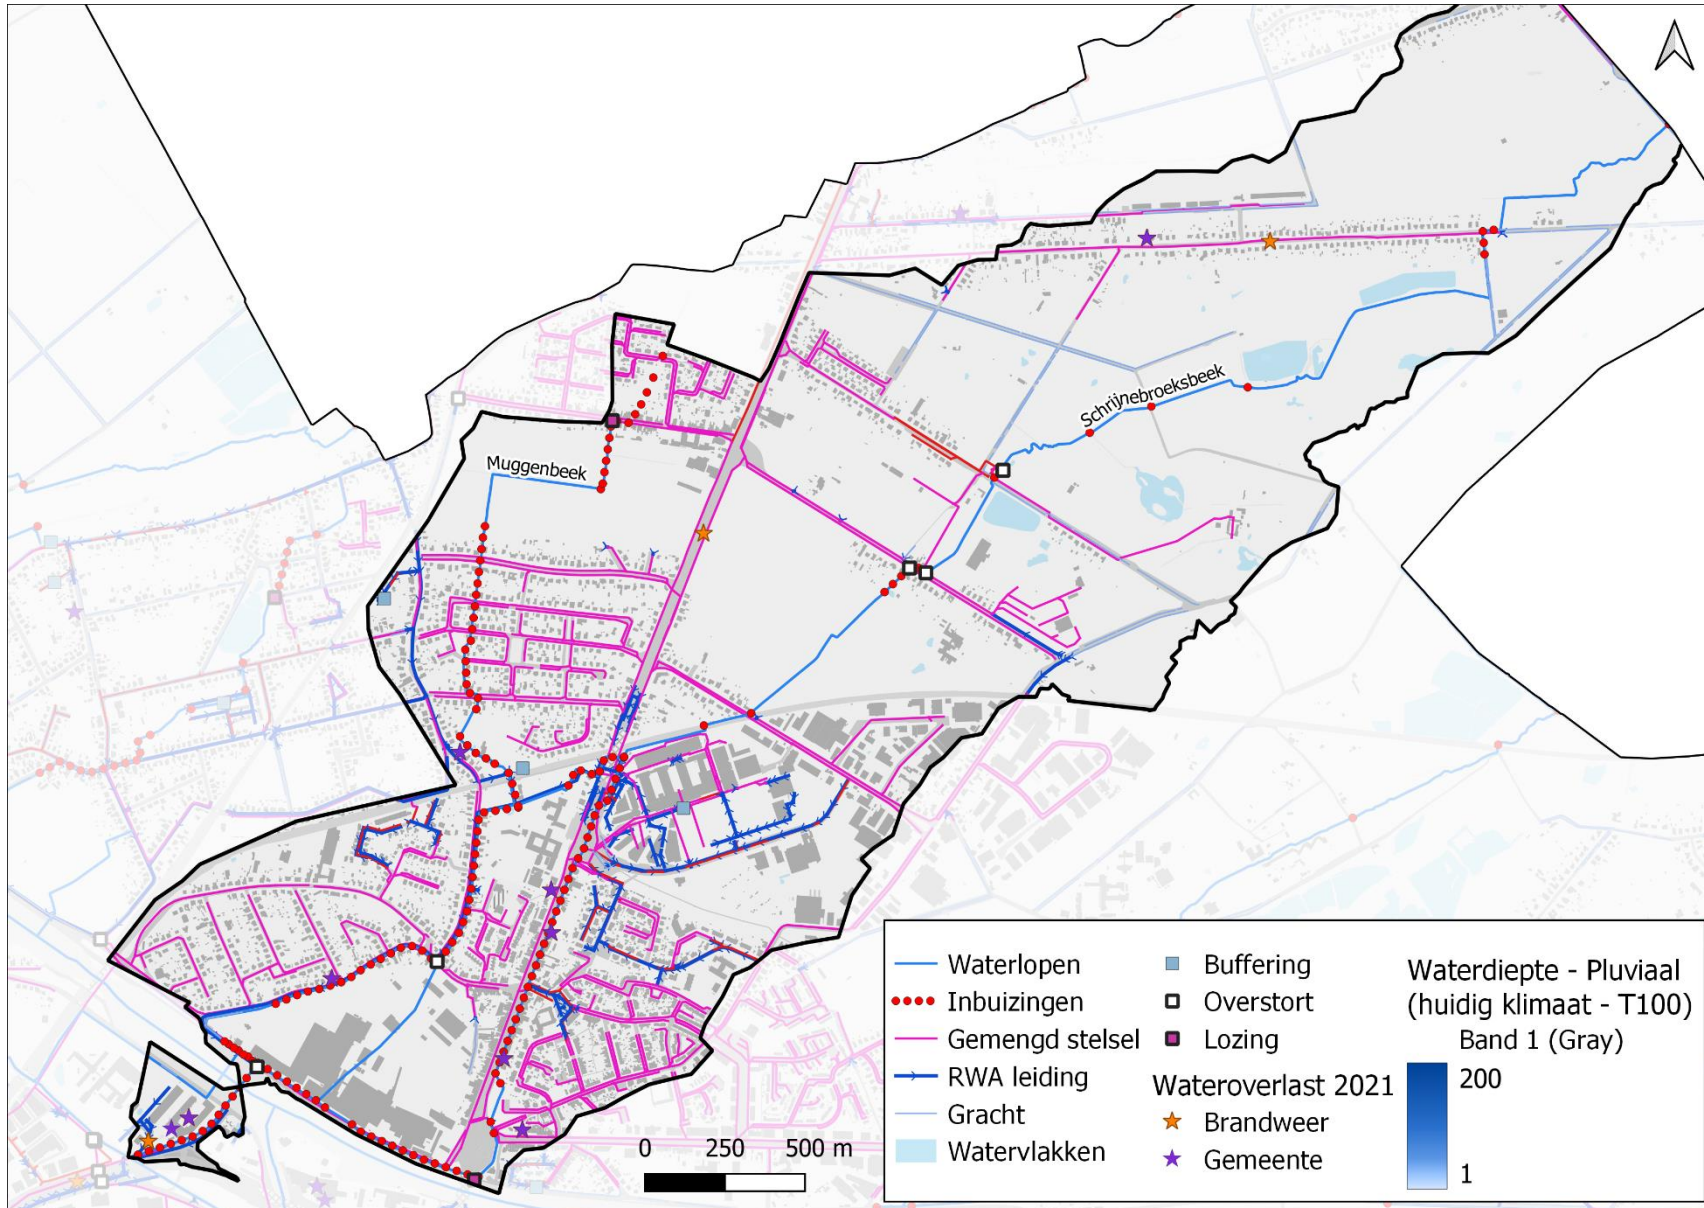 Schrijnebroeksbeek
Muggenbeek
Waterlopen
Inbuizingen
Gemengd stelsel
RWA leiding
Gracht
Watervlakken
Buffering
Overstort
Lozing
Wateroverlast 2021
Brandweer
Gemeente
Waterdiepte - Pluviaal
(huidig klimaat - T100)
Band 1 (Gray)
200
1
0 250 500 m